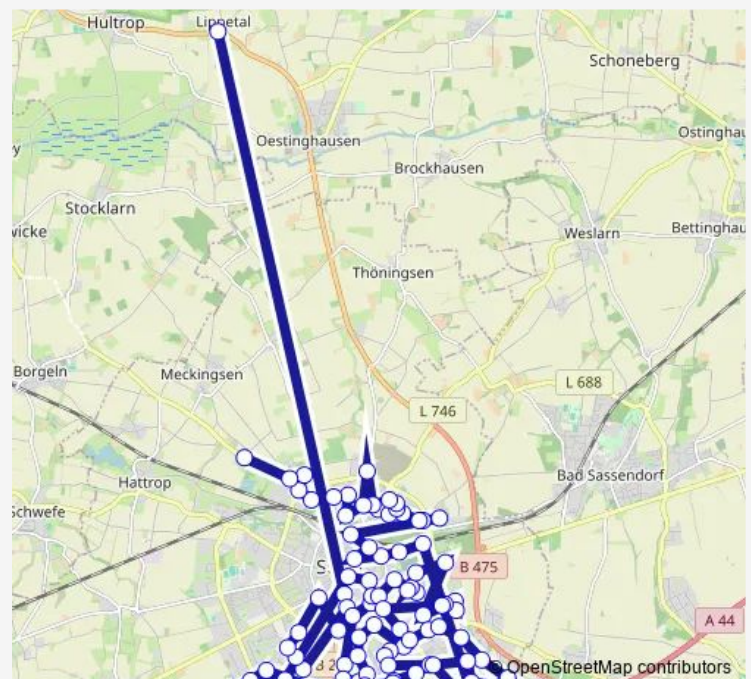 Hultrop
Lippetal
Schoneberg
Oestinghausen
Ostinghau
Brockhausen
Stocklarn
wicke
Weslarn
Bettinghau
Thöningsen
Borgeln
Meckingsen
L 688
L 746
Hattrop
Bad Sassendorf
Schwefe
S
B 475
A 44
B 2
© OpenStreetMap contributors